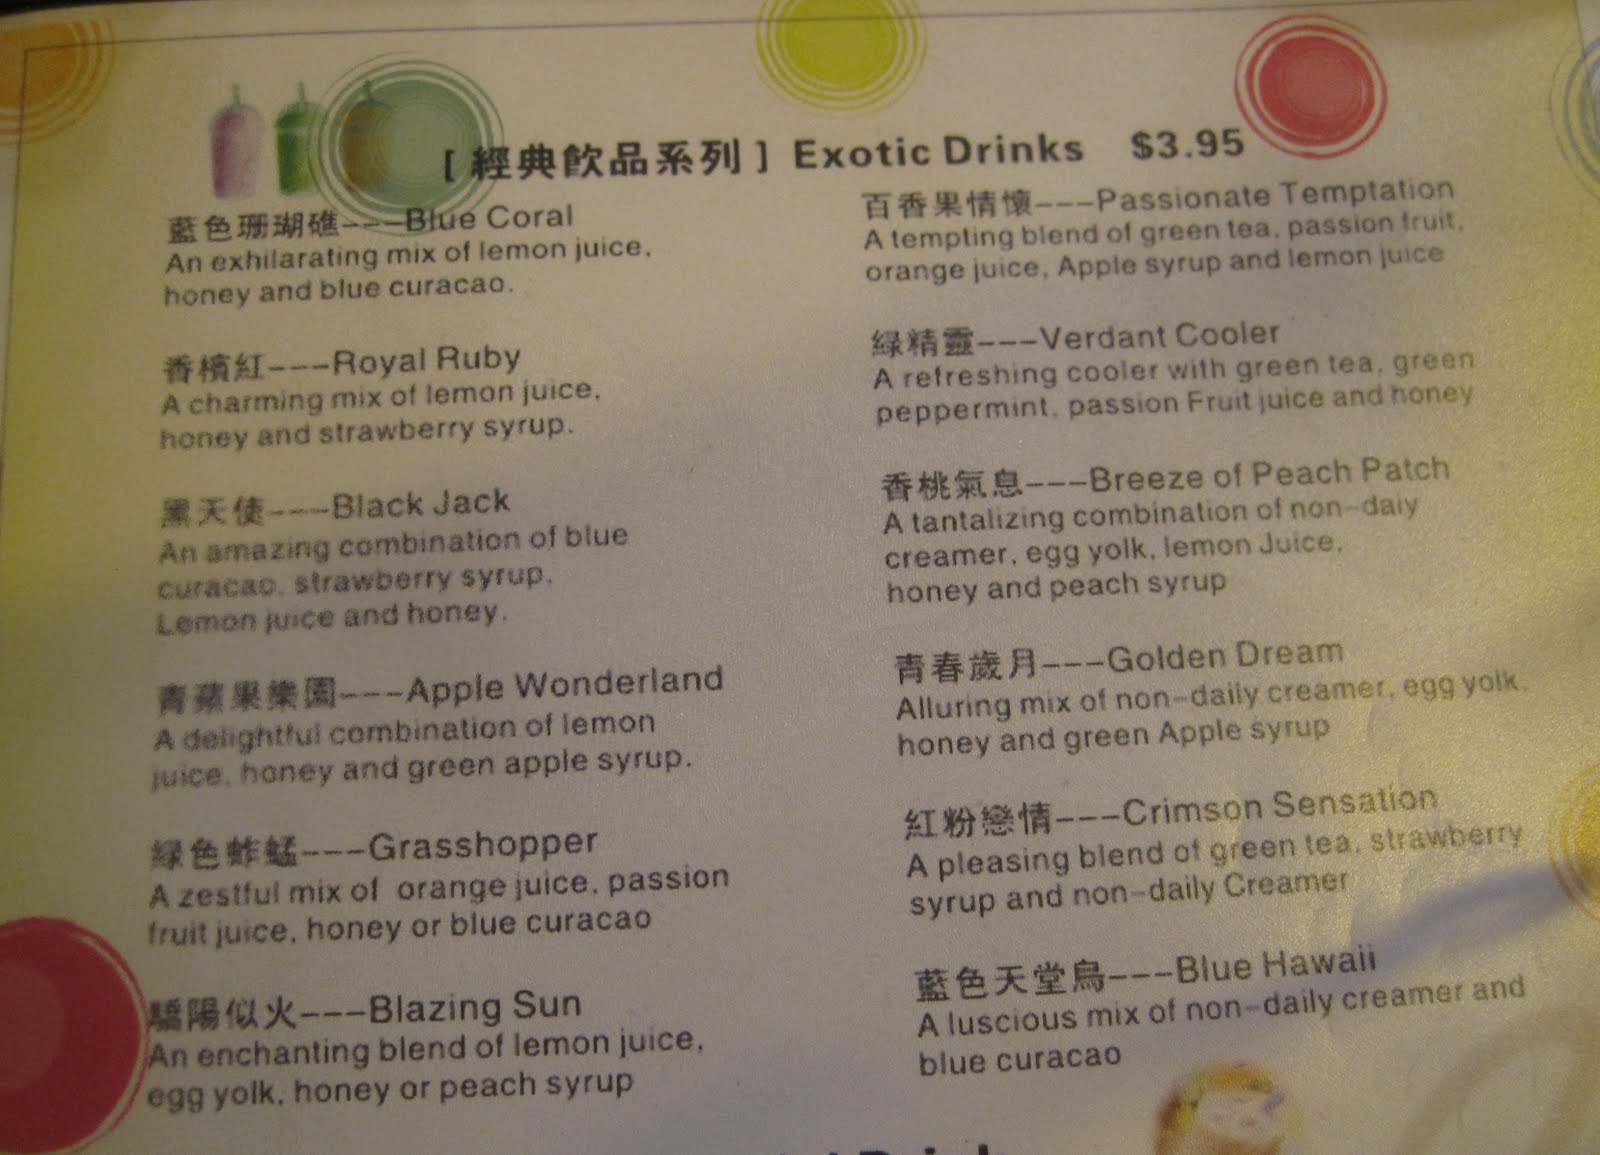 [ 經典飲品系列 ] Exotic Drinks $3.95
藍色珊瑚礁---Blue Coral
An exhilarating mix of lemon juice,
honey and blue curacao.
香檳紅---Royal Ruby
A charming mix of lemon juice,
honey and strawberry syrup.
黑天使---Black Jack
An amazing combination of blue
curacao, strawberry syrup,
Lemon juice and honey.
青蘋果樂園---Apple Wonderland
A delightful combination of lemon
juice, honey and green apple syrup.
綠色蚱蜢---Grasshopper
A zestful mix of orange juice, passion
fruit juice, honey or blue curacao
驕陽似火---Blazing Sun
An enchanting blend of lemon juice,
egg yolk, honey or peach syrup
百香果情懷---Passionate Temptation
A tempting blend of green tea, passion fruit,
orange juice, Apple syrup and lemon juice
綠精靈---Verdant Cooler
A refreshing cooler with green tea, green
peppermint, passion Fruit juice and honey
香桃氣息---Breeze of Peach Patch
A tantalizing combination of non-daiy
creamer, egg yolk, lemon Juice,
honey and peach syrup
青春歲月---Golden Dream
Alluring mix of non-daily creamer, egg yolk,
honey and green Apple syrup
紅粉戀情---Crimson Sensation
A pleasing blend of green tea, strawberry
syrup and non-daily Creamer
藍色天堂鳥---Blue Hawaii
A luscious mix of non-daily creamer and
blue curacao